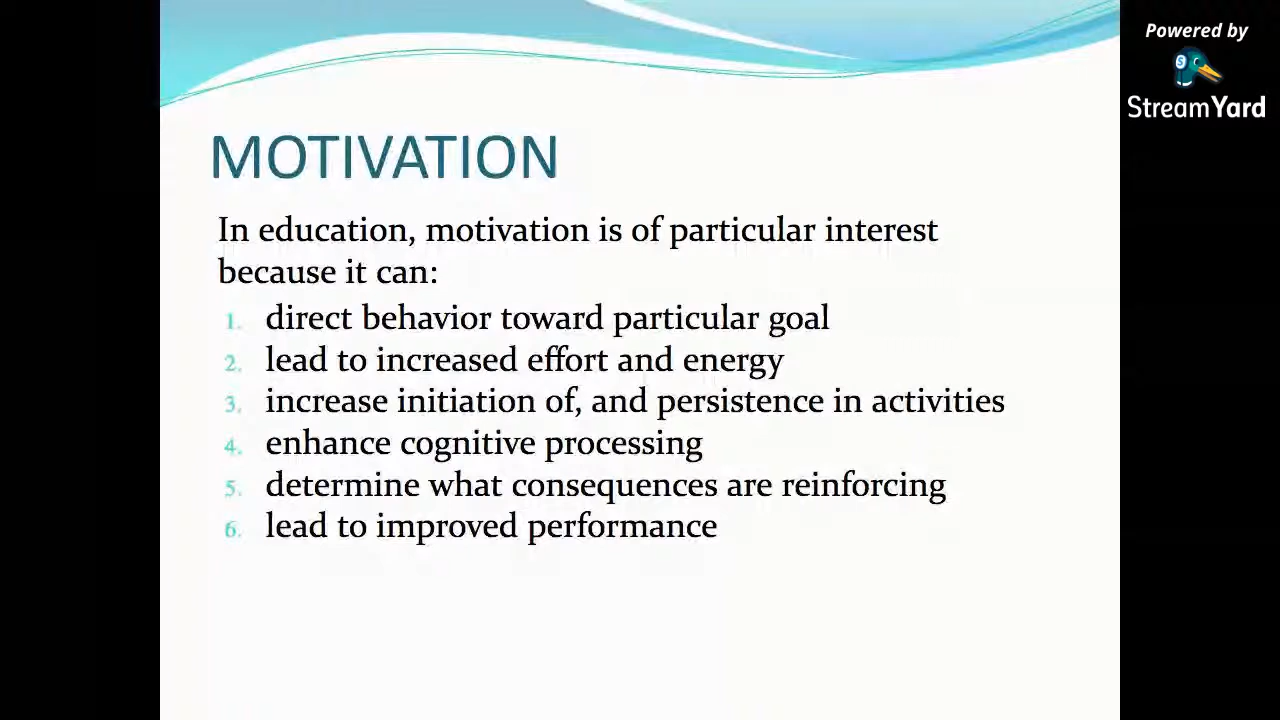 Powered by
StreamYard
MOTIVATION
In education, motivation is of particular interest
because it can:
1. direct behavior toward particular goal
2. lead to increased effort and energy
3. increase initiation of, and persistence in activities
4. enhance cognitive processing
5. determine what consequences are reinforcing
6. lead to improved performance